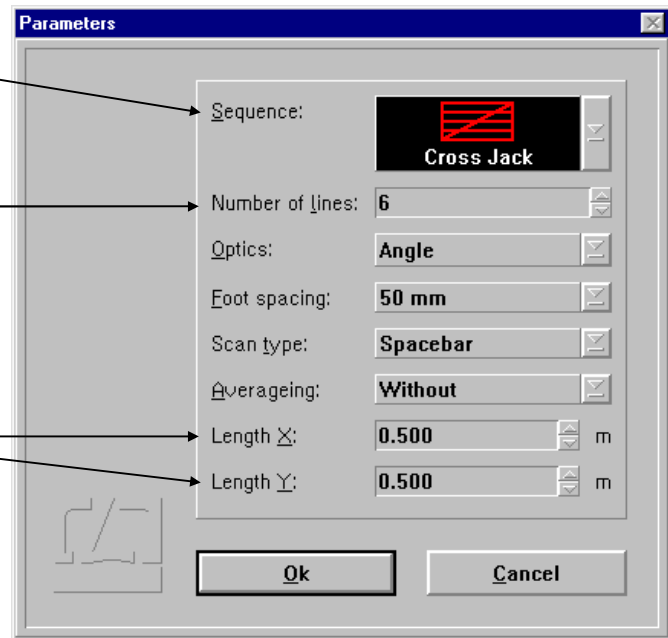 Parameters
Sequence:
Cross Jack
Number of lines: 6
Optics: Angle
Foot spacing: 50 mm
Scan type: Spacebar
Averageing: Without
Length X: 0.500 m
Length Y: 0.500 m
Ok Cancel